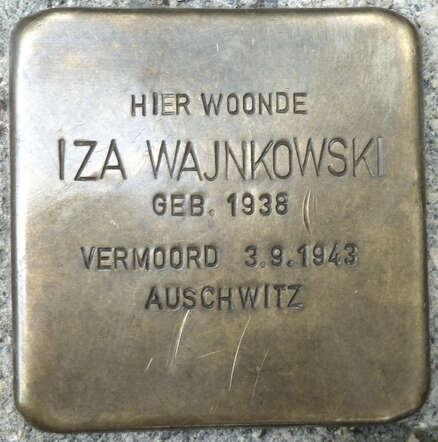 HIER WOONDE
IZA WAJNKOWSKI
GEB. 1938
VERMOORD 3.9.1943
AUSCHWITZ